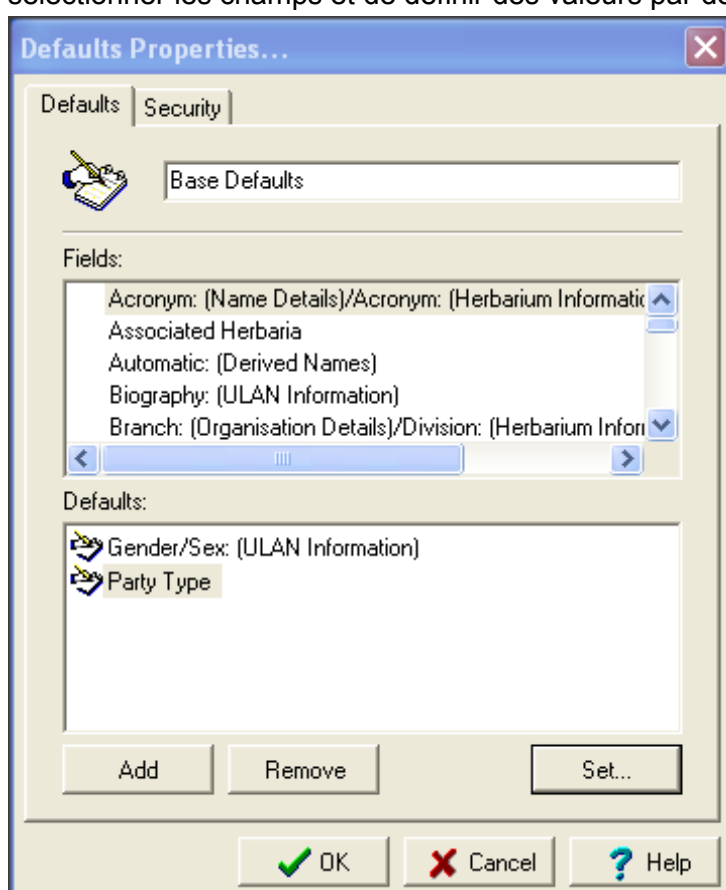 sélectionner les champs et de définir des valeurs par dé
Defaults Properties...
Defaults Security
Base Defaults
Fields:
Acronym: (Name Details)/Acronym: (Herbarium Informatic
Associated Herbaria
Automatic: (Derived Names)
Biography: (ULAN Information)
Branch: (Organisation Details)/Division: (Herbarium Inforr
Defaults:
Gender/Sex: (ULAN Information)
Party Type
Add Remove Set...
OK Cancel Help